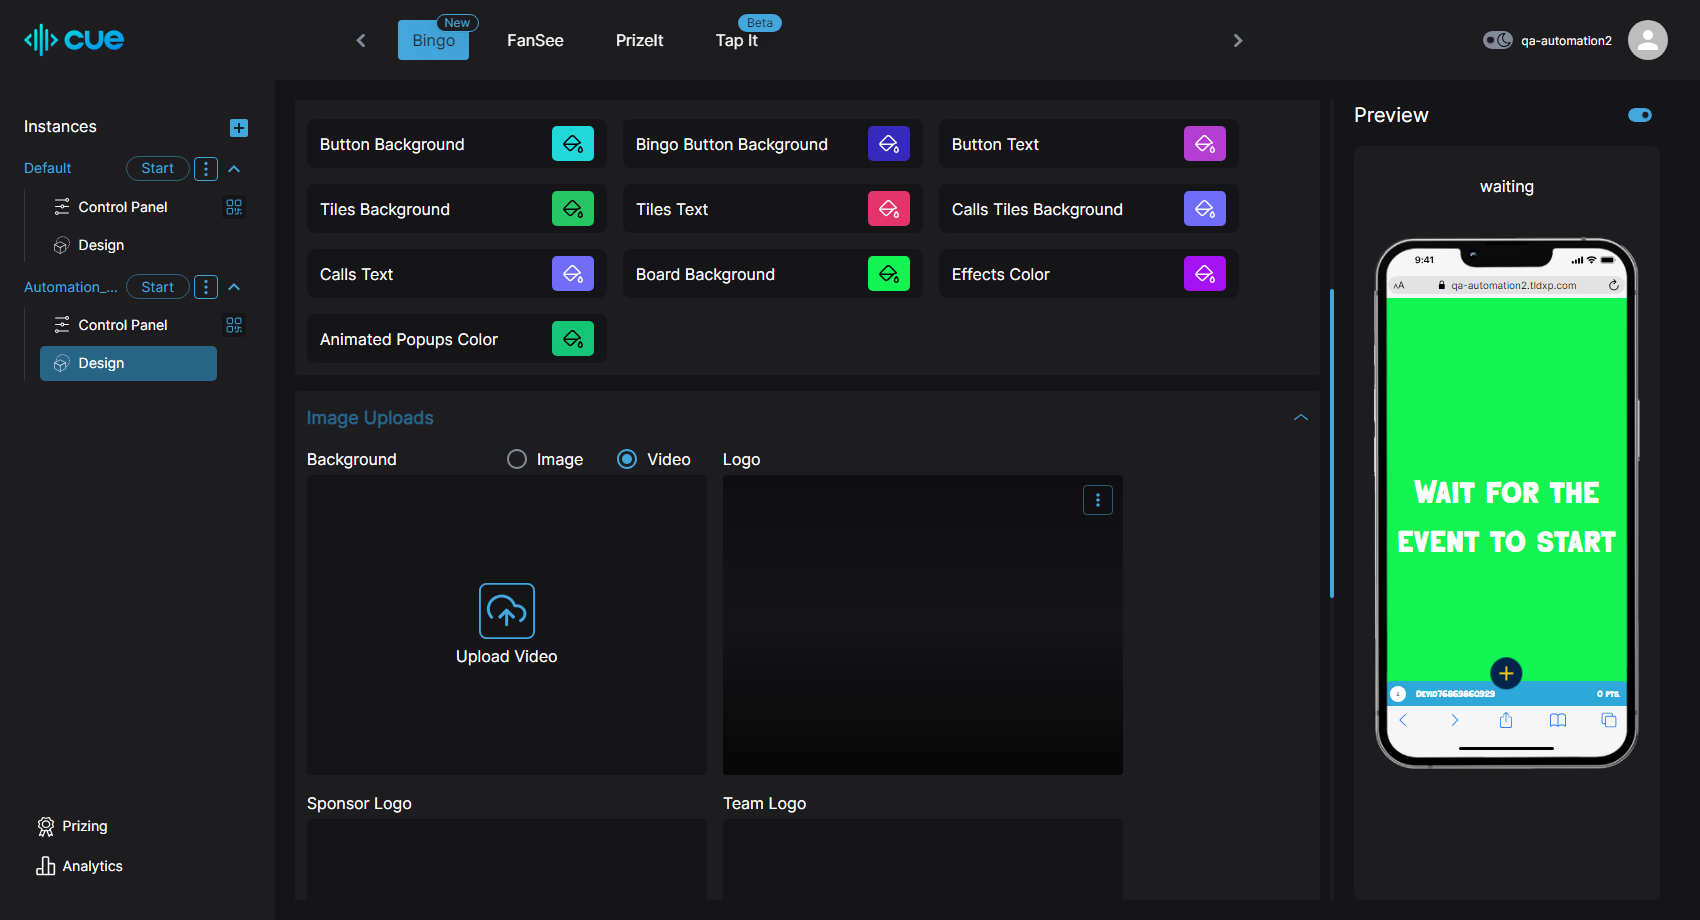 cue
Bingo
New
FanSee
PrizeIt
Tap It
Beta
qa-automation2
Instances
Default
Start
Control Panel
Design
Automation_...
Start
Control Panel
Design
Prizing
Analytics
Button Background
Bingo Button Background
Button Text
Tiles Background
Tiles Text
Calls Tiles Background
Calls Text
Board Background
Effects Color
Animated Popups Color
Image Uploads
Background
Image
Video
Logo
Upload Video
Sponsor Logo
Team Logo
Preview
waiting
9:41
AA
qa-automation2.tldxp.com
Wait for the
event to start
Devid76869860929
0 pts.